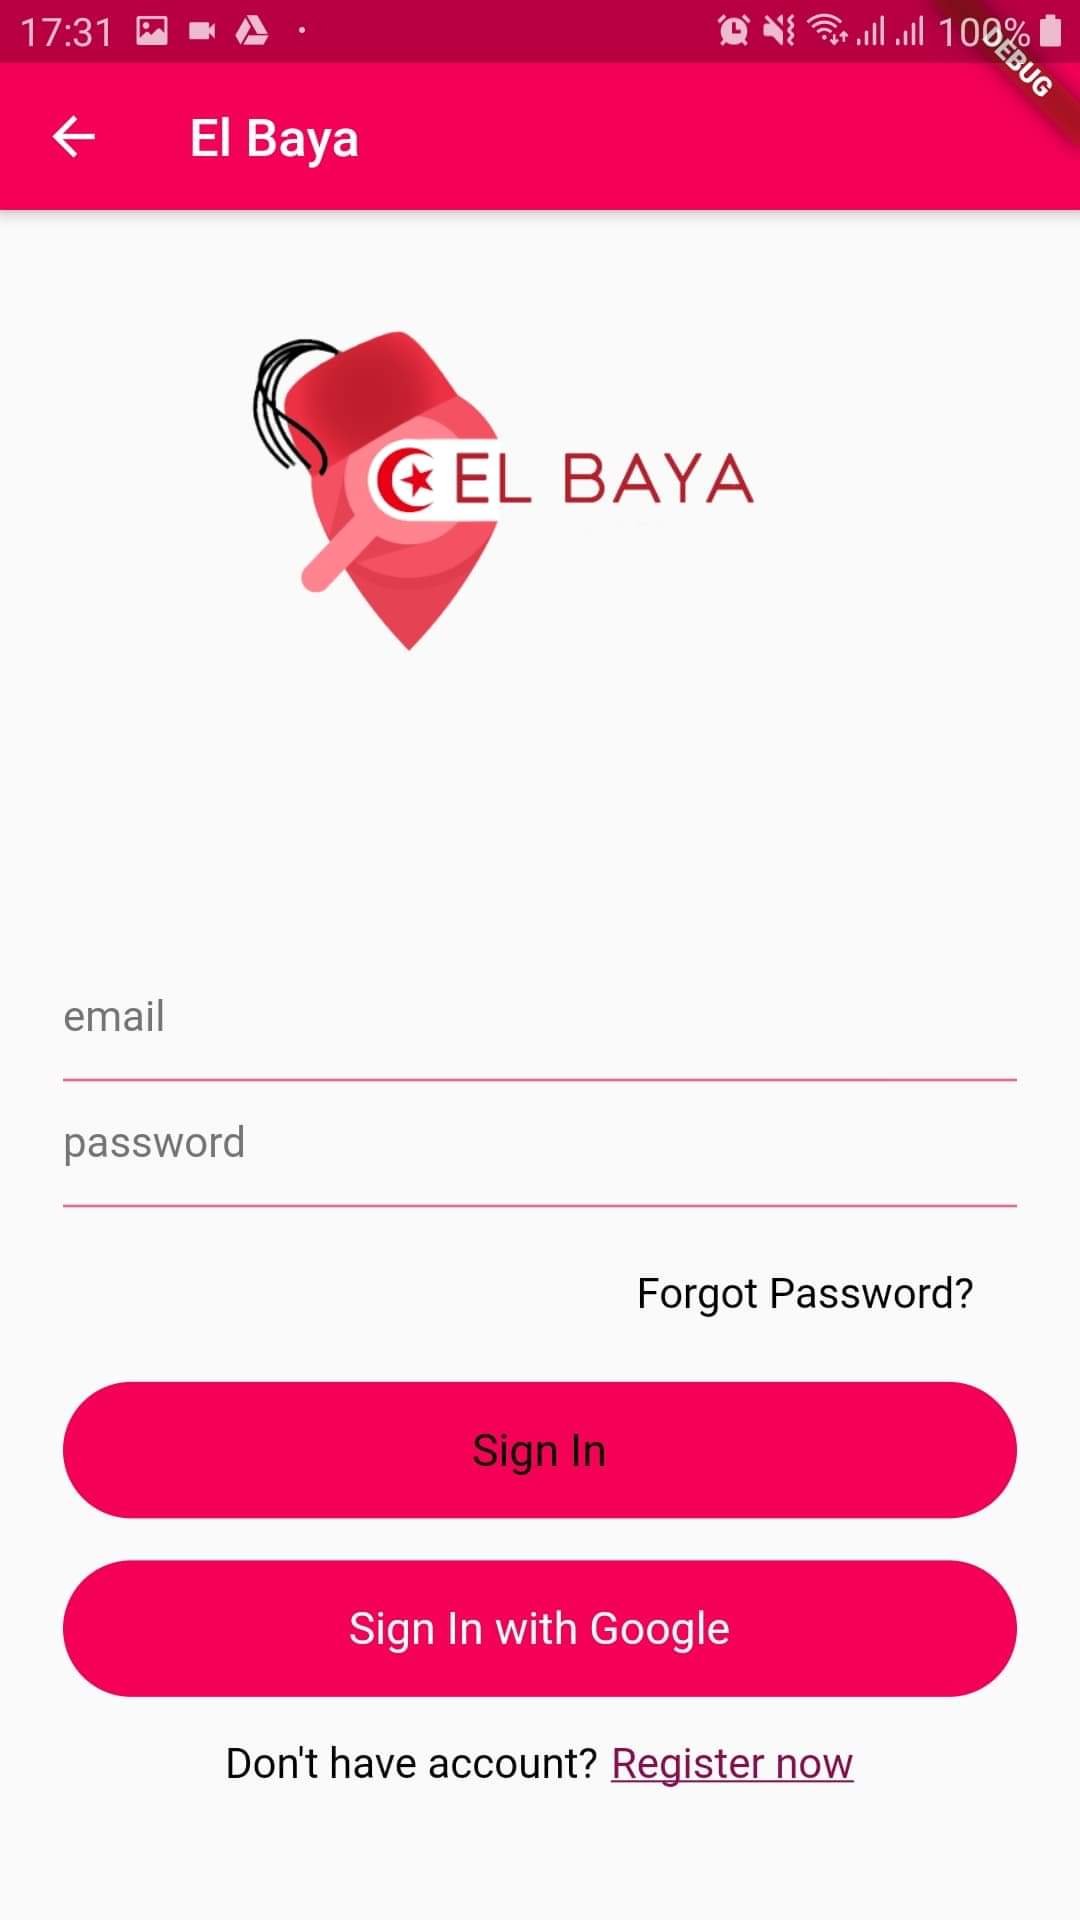 17:31 100%
DEBUG
El Baya
EL BAYA
email
password
Forgot Password?
Sign In
Sign In with Google
Don't have account? Register now